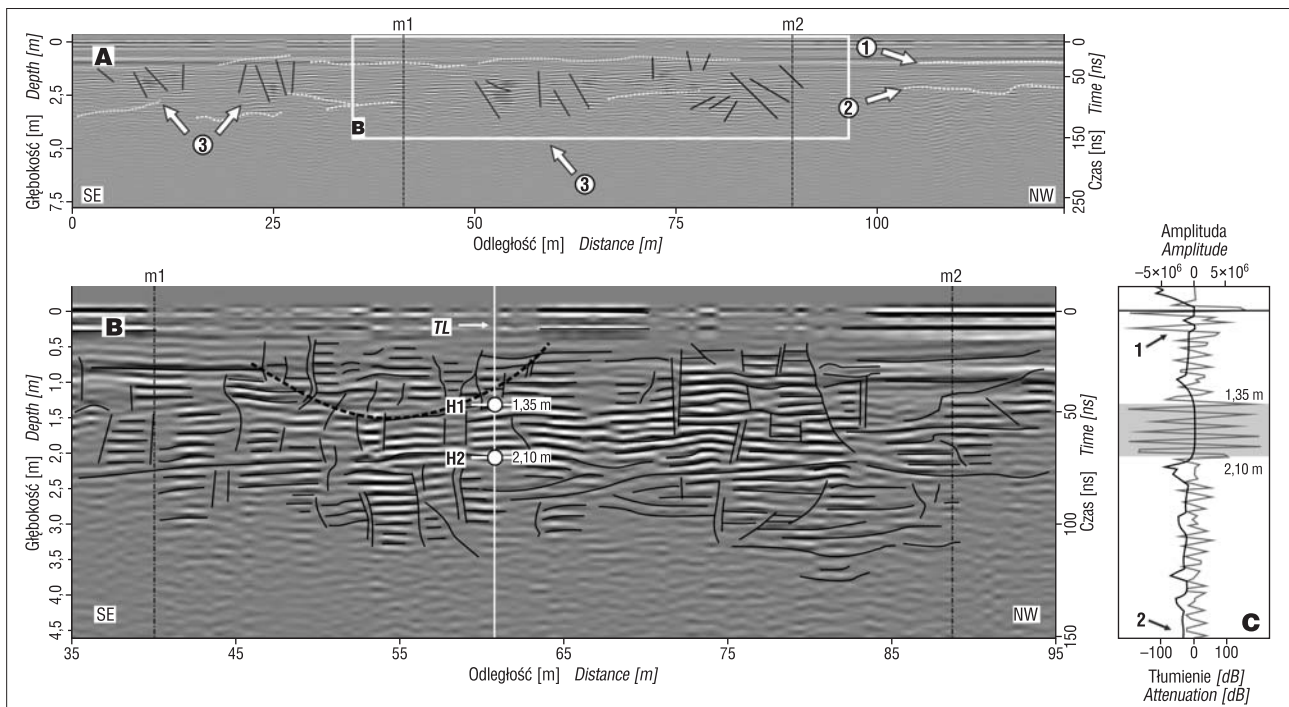 m1 m2
A
B
1
2
3
3
SE NW
0
2.5
5,0
7.5
Głębokość [m] Depth [m]
0
50
150
250
Czas [ns] Time [ns]
0 25 50 75 100
Odległość [m] Distance [m]
m1 m2
B
TL
H1 1,35 m
H2 2,10 m
SE NW
0
0.5
1.0
1.5
2.0
2.5
3.0
3,5
4,0
4,5
Głębokość [m] Depth [m]
0
50
100
150
Czas [ns] Time [ns]
35 45 55 65 75 85 95
Odległość [m] Distance [m]
Amplituda
Amplitude
−5×10⁶ 0 5×10⁶
1
1,35 m
2,10 m
2
C
−100 0 100
Tłumienie [dB]
Attenuation [dB]